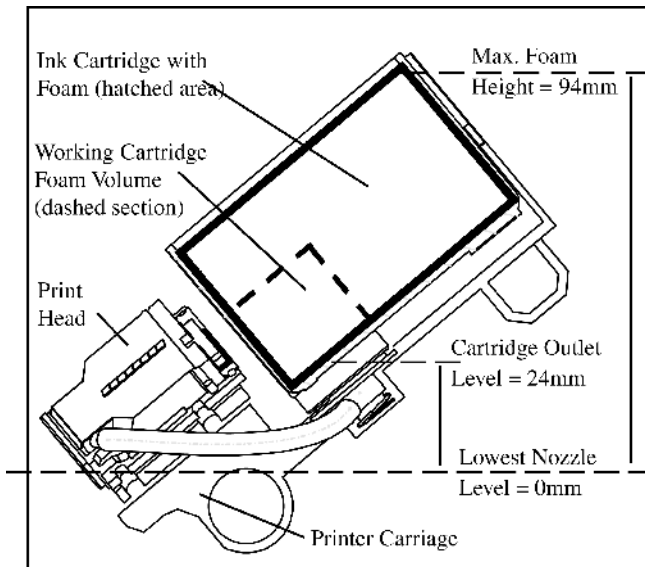 Ink Cartridge with
Foam (hatched area)
Working Cartridge
Foam Volume
(dashed section)
Print
Head
Max. Foam
Height = 94mm
Cartridge Outlet
Level = 24mm
Lowest Nozzle
Level = 0mm
Printer Carriage